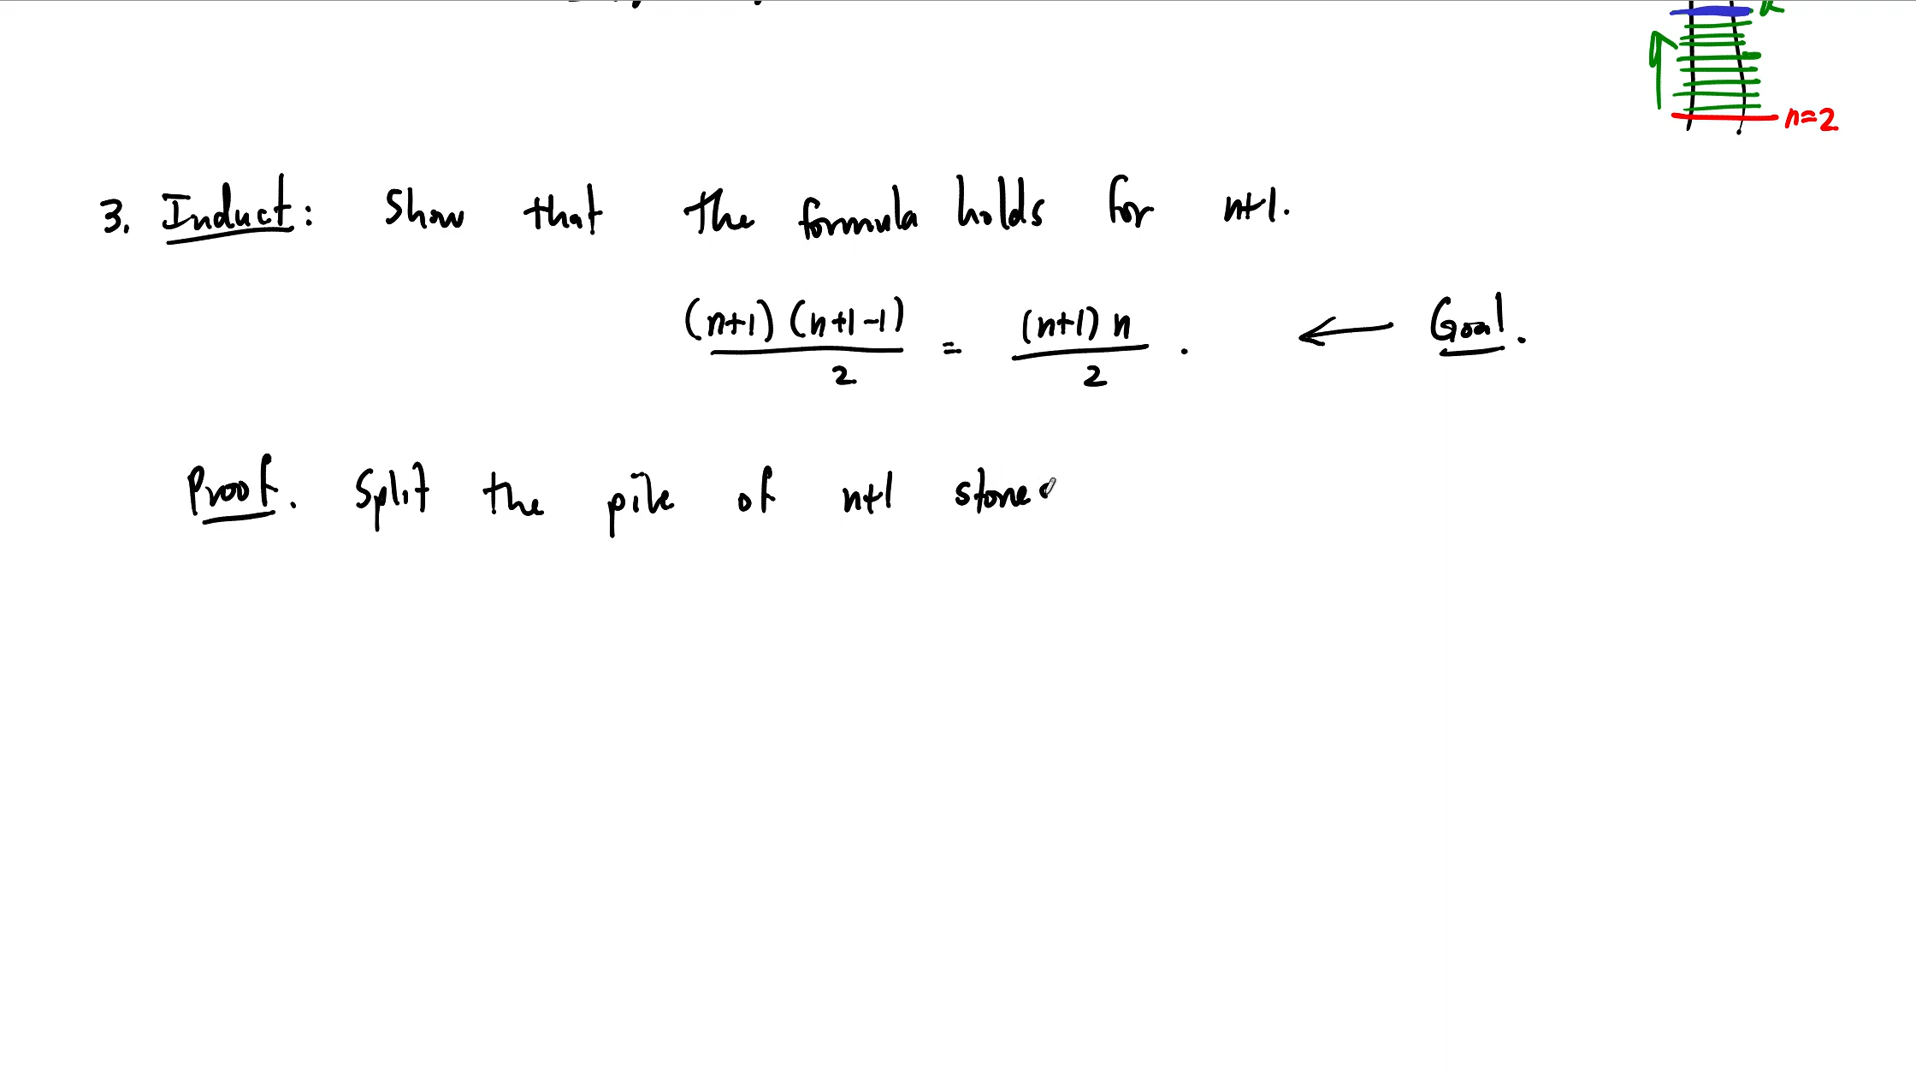 n=2
3. Induct: Show that the formula holds for n+1.
(n+1)(n+1-1)/2 = (n+1)n/2. ← Goal.
Proof. Split the pile of n+1 stone